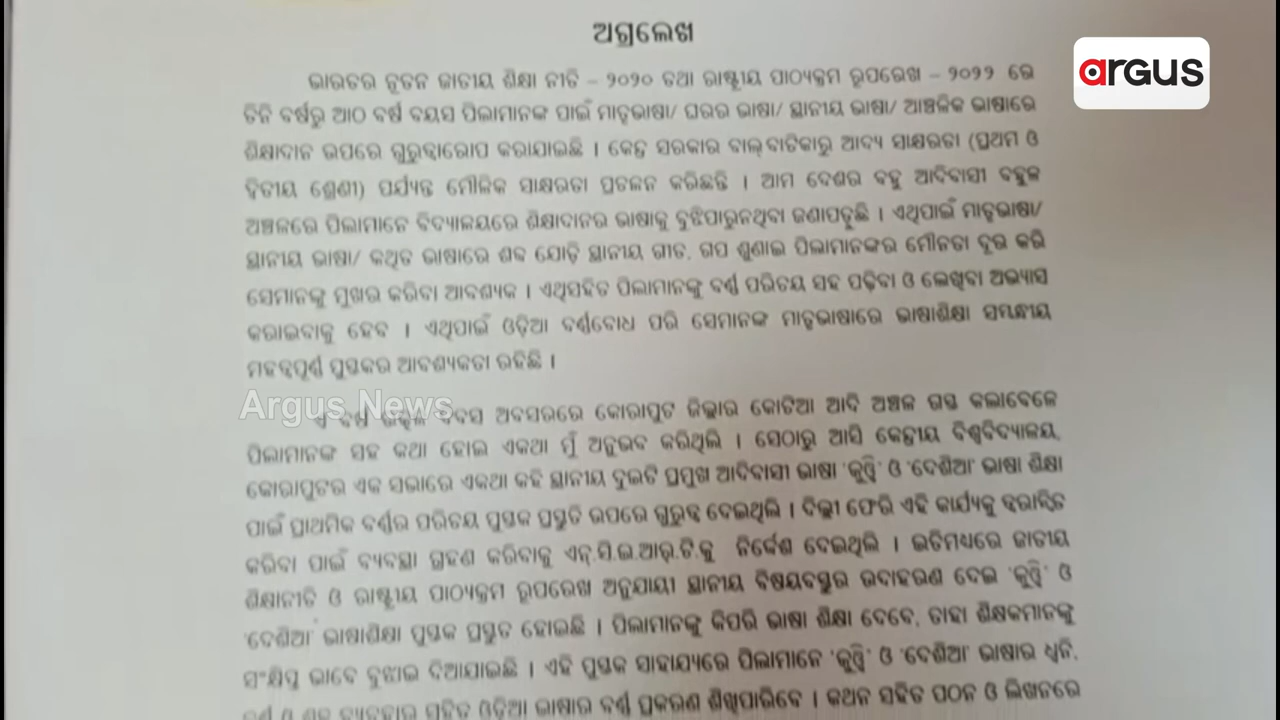 ଅଗ୍ରଲେଖ
argus
ଭାରତର ନୂତନ ଜାତୀୟ ଶିକ୍ଷା ନୀତି – ୨୦୨୦ ତଥା ରାଷ୍ଟ୍ରୀୟ ପାଠ୍ୟକ୍ରମ ରୂପରେଖ – ୨୦୨୨ ରେ
ତିନି ବର୍ଷରୁ ଆଠ ବର୍ଷ ବୟସ ପିଲାମାନଙ୍କ ପାଇଁ ମାତୃଭାଷା/ ଘରର ଭାଷା/ ସ୍ଥାନୀୟ ଭାଷା/ ଆଞ୍ଚଳିକ ଭାଷାରେ
ଶିକ୍ଷାଦାନ ଉପରେ ଗୁରୁତ୍ୱାରୋପ କରାଯାଇଛି । କେନ୍ଦ୍ର ସରକାର ବାଲ୍‌ବାଟିକାରୁ ଆଦ୍ୟ ସାକ୍ଷରତା (ପ୍ରଥମ ଓ
ଦ୍ୱିତୀୟ ଶ୍ରେଣୀ) ପର୍ଯ୍ୟନ୍ତ ମୌଳିକ ସାକ୍ଷରତା ପ୍ରଚଳନ କରିଛନ୍ତି । ଆମ ଦେଶର ବହୁ ଆଦିବାସୀ ବହୁଳ
ଅଞ୍ଚଳରେ ପିଲାମାନେ ବିଦ୍ୟାଳୟରେ ଶିକ୍ଷାଦାନର ଭାଷାକୁ ବୁଝିପାରୁନଥିବା ଜଣାପଡୁଛି । ଏଥିପାଇଁ ମାତୃଭାଷା/
ସ୍ଥାନୀୟ ଭାଷା/ କଥିତ ଭାଷାରେ ଶବ୍ଦ ଯୋଡ଼ି ସ୍ଥାନୀୟ ଗୀତ, ଗପ ଶୁଣାଇ ପିଲାମାନଙ୍କର ମୌନତା ଦୂର କରି
ସେମାନଙ୍କୁ ମୁଖର କରିବା ଆବଶ୍ୟକ । ଏଥିସହିତ ପିଲାମାନଙ୍କୁ ବର୍ଣ୍ଣ ପରିଚୟ ସହ ପଢ଼ିବା ଓ ଲେଖିବା ଅଭ୍ୟାସ
କରାଇବାକୁ ହେବ । ଏଥିପାଇଁ ଓଡ଼ିଆ ବର୍ଣ୍ଣବୋଧ ପରି ସେମାନଙ୍କ ମାତୃଭାଷାରେ ଭାଷାଶିକ୍ଷା ସମ୍ବନ୍ଧୀୟ
ମହତ୍ତ୍ୱପୂର୍ଣ୍ଣ ପୁସ୍ତକର ଆବଶ୍ୟକତା ରହିଛି ।
Argus News
ଏ ବର୍ଷ ଉତ୍କଳ ଦିବସ ଅବସରରେ କୋରାପୁଟ ଜିଲ୍ଲାର କୋଟିଆ ଆଦି ଅଞ୍ଚଳ ଗସ୍ତ କଲାବେଳେ
ପିଲାମାନଙ୍କ ସହ କଥା ହୋଇ ଏକଥା ମୁଁ ଅନୁଭବ କରିଥିଲି । ସେଠାରୁ ଆସି କେନ୍ଦ୍ରୀୟ ବିଶ୍ୱବିଦ୍ୟାଳୟ,
କୋରାପୁଟର ଏକ ସଭାରେ ଏକଥା କହି ସ୍ଥାନୀୟ ଦୁଇଟି ପ୍ରମୁଖ ଆଦିବାସୀ ଭାଷା 'କୁୱି' ଓ 'ଦେଶିଆ' ଭାଷା ଶିକ୍ଷା
ପାଇଁ ପ୍ରାଥମିକ ବର୍ଣ୍ଣର ପରିଚୟ ପୁସ୍ତକ ପ୍ରସ୍ତୁତି ଉପରେ ଗୁରୁତ୍ୱ ଦେଇଥିଲି । ଦିଲ୍ଲୀ ଫେରି ଏହି କାର୍ଯ୍ୟକୁ ତ୍ୱରାନ୍ୱିତ
କରିବା ପାଇଁ ବ୍ୟବସ୍ଥା ଗ୍ରହଣ କରିବାକୁ ଏନ୍.ସି.ଇ.ଆର୍.ଟି.କୁ ନିର୍ଦ୍ଦେଶ ଦେଇଥିଲି । ଇତିମଧ୍ୟରେ ଜାତୀୟ
ଶିକ୍ଷାନୀତି ଓ ରାଷ୍ଟ୍ରୀୟ ପାଠ୍ୟକ୍ରମ ରୂପରେଖ ଅନୁଯାୟୀ ସ୍ଥାନୀୟ ବିଷୟବସ୍ତୁର ଉଦାହରଣ ଦେଇ 'କୁୱି' ଓ
'ଦେଶିଆ' ଭାଷାଶିକ୍ଷା ପୁସ୍ତକ ପ୍ରସ୍ତୁତ ହୋଇଛି । ପିଲାମାନଙ୍କୁ କିପରି ଭାଷା ଶିକ୍ଷା ଦେବେ, ତାହା ଶିକ୍ଷକମାନଙ୍କୁ
ସଂକ୍ଷିପ୍ତ ଭାବେ ବୁଝାଇ ଦିଆଯାଇଛି । ଏହି ପୁସ୍ତକ ସାହାଯ୍ୟରେ ପିଲାମାନେ 'କୁୱି' ଓ 'ଦେଶିଆ' ଭାଷାର ଧ୍ୱନି,
ବର୍ଣ୍ଣ ଓ ଶବ୍ଦ ବ୍ୟବହାର ସହିତ ଓଡ଼ିଆ ଭାଷାର ବର୍ଣ୍ଣ ପ୍ରକରଣ ଶିଖିପାରିବେ । କଥନ ସହିତ ପଠନ ଓ ଲିଖନରେ